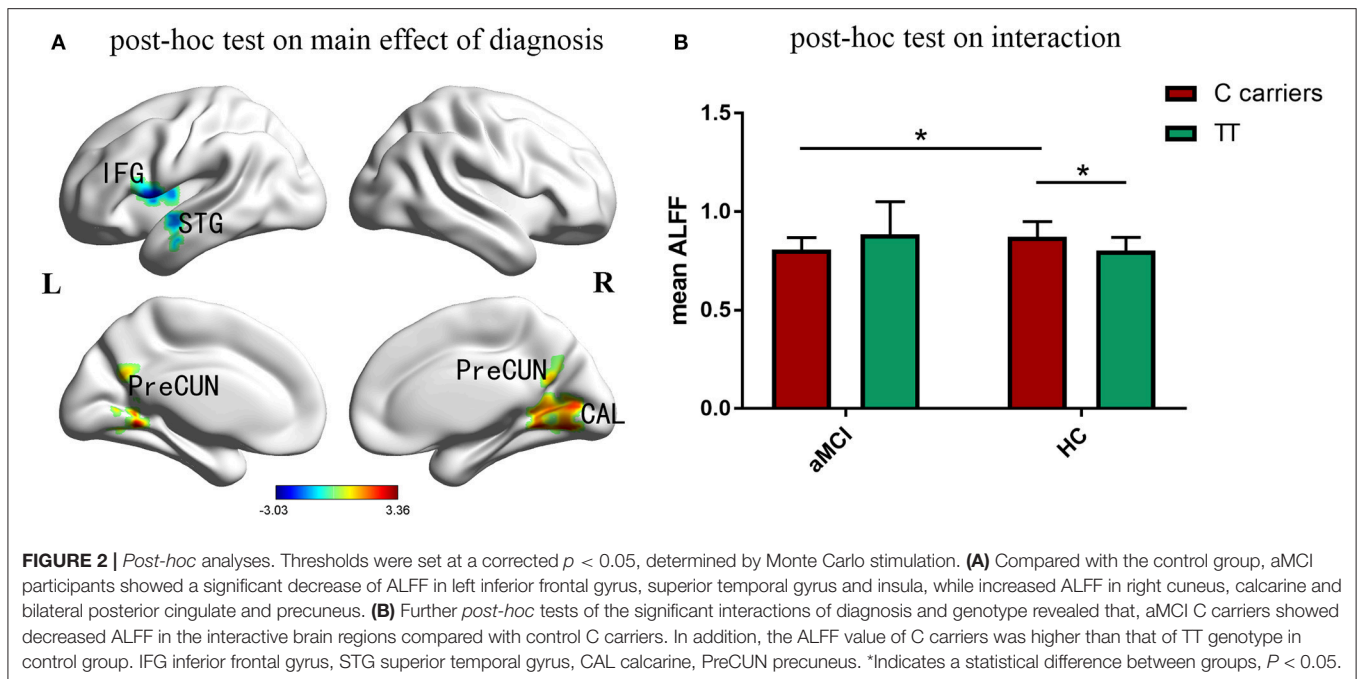 A post-hoc test on main effect of diagnosis
IFG
STG
L
R
PreCUN
PreCUN
CAL
-3.03 3.36
B post-hoc test on interaction
C carriers
TT
mean ALFF
1.5
1.0
0.5
0.0
*
*
aMCI
HC
FIGURE 2 | Post-hoc analyses. Thresholds were set at a corrected p < 0.05, determined by Monte Carlo stimulation. (A) Compared with the control group, aMCI
participants showed a significant decrease of ALFF in left inferior frontal gyrus, superior temporal gyrus and insula, while increased ALFF in right cuneus, calcarine and
bilateral posterior cingulate and precuneus. (B) Further post-hoc tests of the significant interactions of diagnosis and genotype revealed that, aMCI C carriers showed
decreased ALFF in the interactive brain regions compared with control C carriers. In addition, the ALFF value of C carriers was higher than that of TT genotype in
control group. IFG inferior frontal gyrus, STG superior temporal gyrus, CAL calcarine, PreCUN precuneus. *Indicates a statistical difference between groups, P < 0.05.